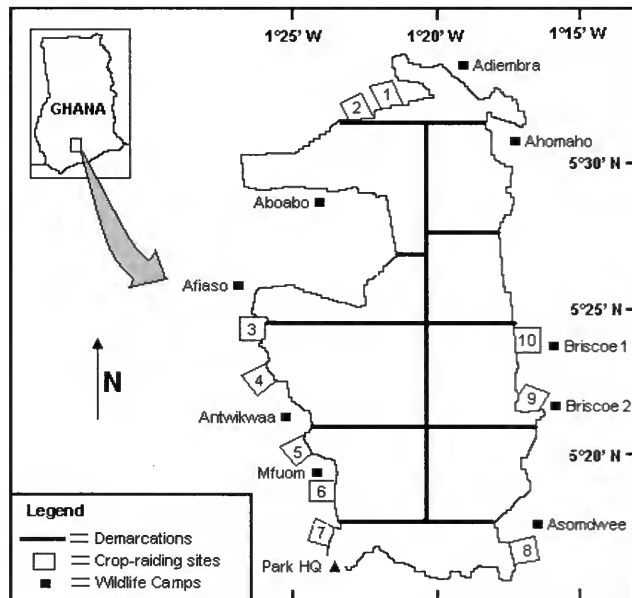 1°25' W 1°20' W 1°15' W
Adiembra
1
2
GHANA
Ahomaho
5°30' N
Aboabo
Afiaso
5°25' N
3
10
Briscoe 1
N
4
9
Briscoe 2
Antwikwaa
5
5°20' N
Mfuom
6
Legend
Demarcations
Crop-raiding sites
Wildlife Camps
7
Asomdwee
8
Park HQ